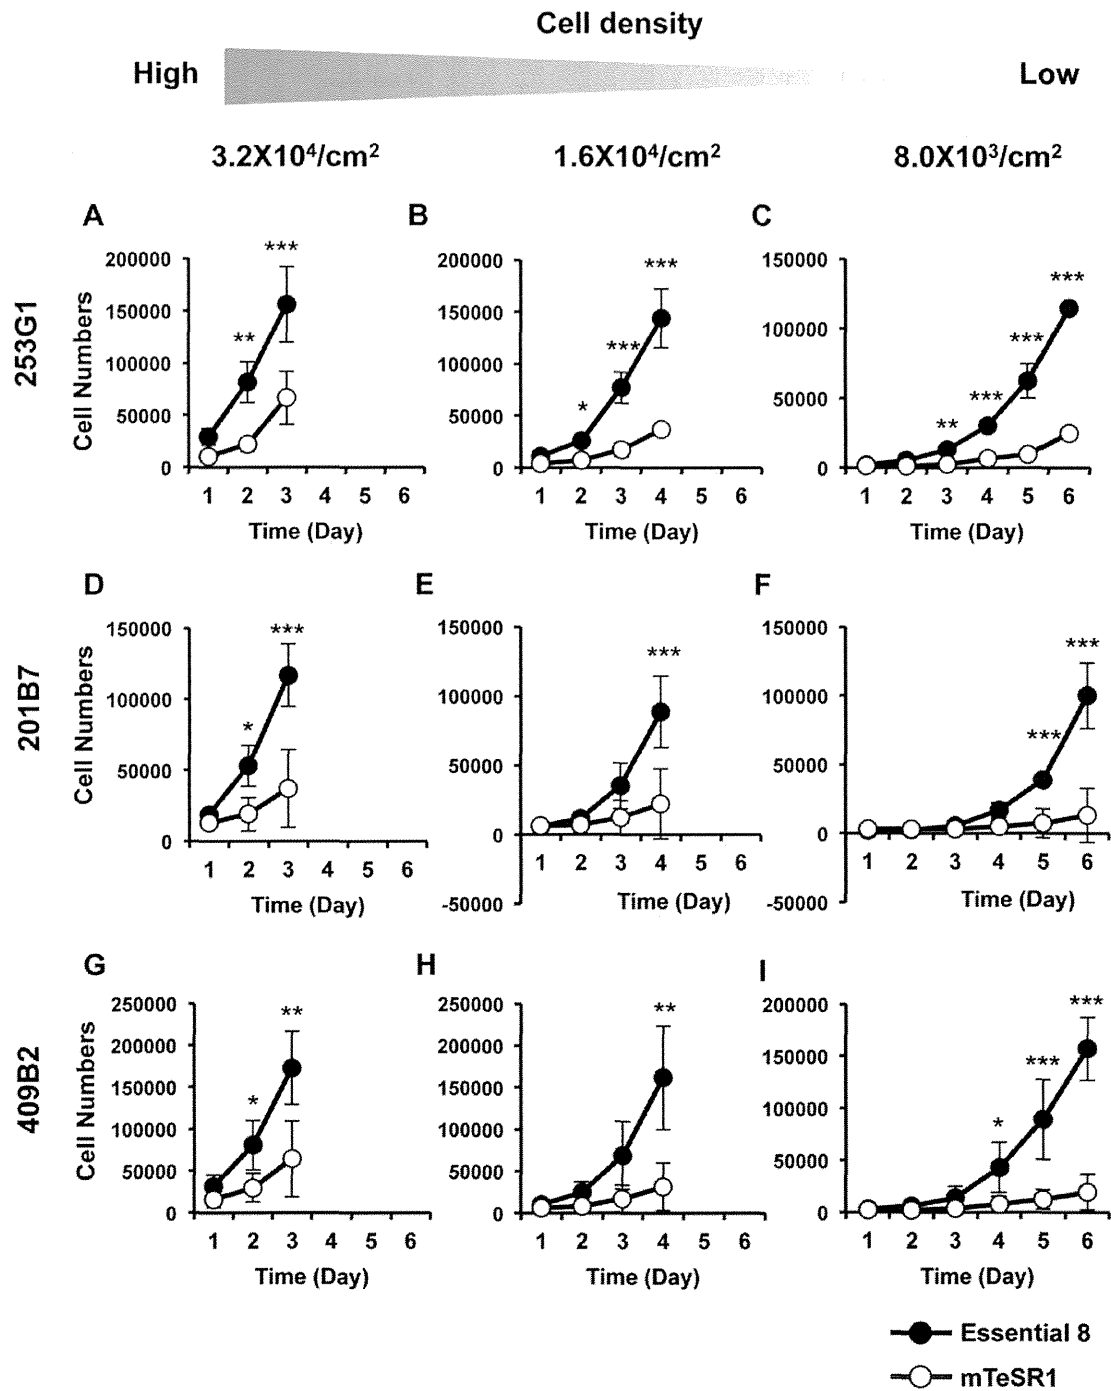 Cell density
High Low
3.2X10⁴/cm² 1.6X10⁴/cm² 8.0X10³/cm²
253G1
A B C
Cell Numbers
200000 200000 150000
150000 150000 100000
100000 100000 50000
50000 50000 0
0 0
** ***
* *** ***
** *** *** ***
1 2 3 4 5 6 1 2 3 4 5 6 1 2 3 4 5 6
Time (Day) Time (Day) Time (Day)
201B7
D E F
Cell Numbers
150000 150000 150000
100000 100000 100000
50000 50000 50000
0 0 0
-50000 -50000
* ***
***
*** ***
1 2 3 4 5 6 1 2 3 4 5 6 1 2 3 4 5 6
Time (Day) Time (Day) Time (Day)
409B2
G H I
Cell Numbers
250000 250000 200000
200000 200000 150000
150000 150000 100000
100000 100000 50000
50000 50000 0
0 0
* **
**
* *** ***
1 2 3 4 5 6 1 2 3 4 5 6 1 2 3 4 5 6
Time (Day) Time (Day) Time (Day)
Essential 8
mTeSR1